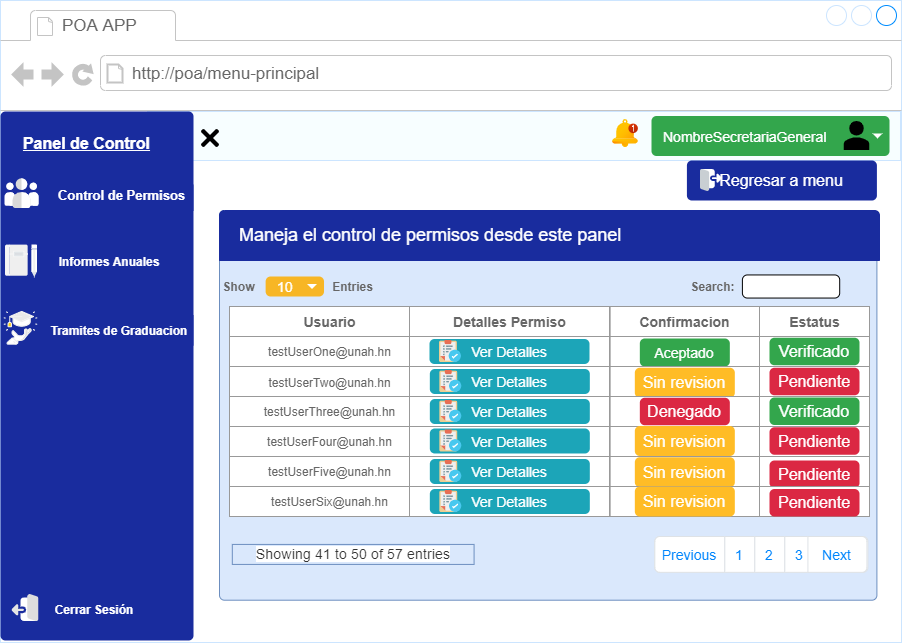 POA APP
http://poa/menu-principal
Panel de Control
1
NombreSecretariaGeneral
Regresar a menu
Control de Permisos
Informes Anuales
Tramites de Graduacion
Cerrar Sesión
Maneja el control de permisos desde este panel
Show 10 Entries Search:
Usuario Detalles Permiso Confirmacion Estatus
testUserOne@unah.hn Ver Detalles Aceptado Verificado
testUserTwo@unah.hn Ver Detalles Sin revision Pendiente
testUserThree@unah.hn Ver Detalles Denegado Verificado
testUserFour@unah.hn Ver Detalles Sin revision Pendiente
testUserFive@unah.hn Ver Detalles Sin revision Pendiente
testUserSix@unah.hn Ver Detalles Sin revision Pendiente
Showing 41 to 50 of 57 entries
Previous 1 2 3 Next